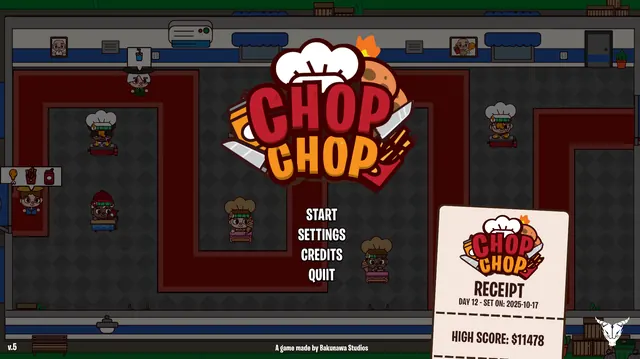 CHOP
CHOP
START
SETTINGS
CREDITS
QUIIT
CHOP
CHOP
RECEIPT
DAY 12 - SET ON: 2025-10-17
HIGH SCORE: $11478
v.5
A game made by Bakunawa Studios